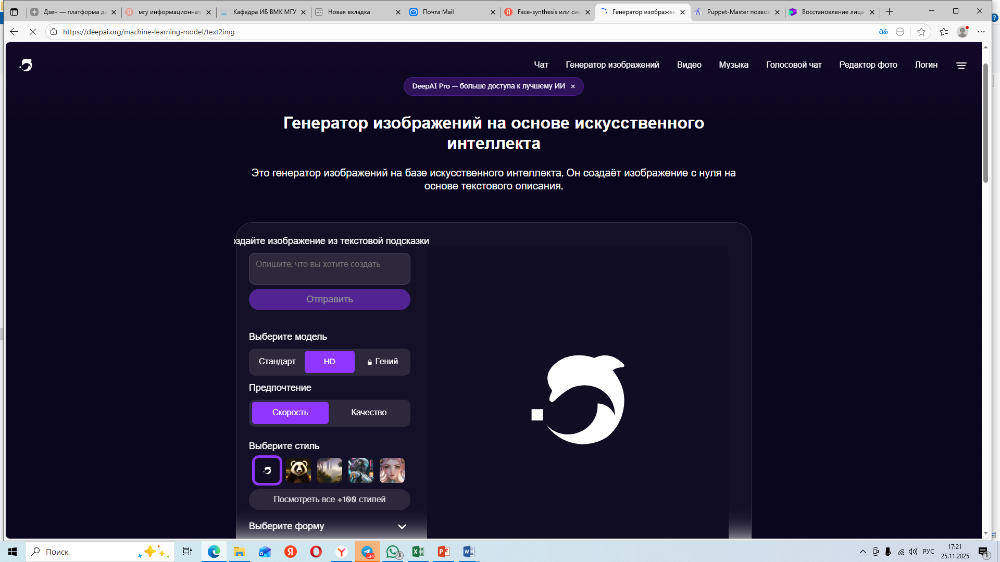 Дзен — платформа дл
мгу информационная
Кафедра ИБ ВМК МГУ
Новая вкладка
Почта Mail
Face-synthesis или син
Генератор изображен
Puppet-Master позвол
Восстановление лица
https://deepai.org/machine-learning-model/text2img
Чат
Генератор изображений
Видео
Музыка
Голосовой чат
Редактор фото
Логин
DeepAI Pro — больше доступа к лучшему ИИ ×
Генератор изображений на основе искусственного
интеллекта
Это генератор изображений на базе искусственного интеллекта. Он создаёт изображение с нуля на
основе текстового описания.
оздайте изображение из текстовой подсказки
Опишите, что вы хотите создать
Отправить
Выберите модель
Стандарт
HD
Гений
Предпочтение
Скорость
Качество
Выберите стиль
Посмотреть все +100 стилей
Выберите форму
Поиск
34
3
РУС
17:21
25.11.2025
1